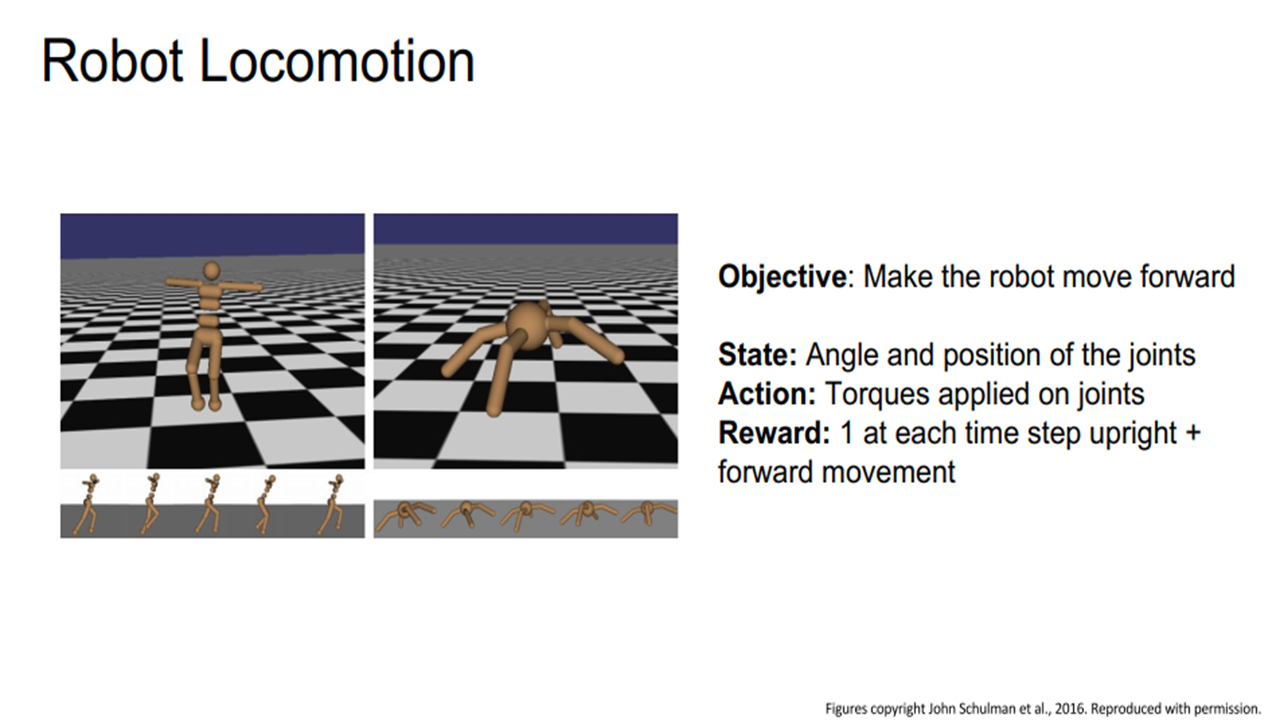 Robot Locomotion
Objective: Make the robot move forward
State: Angle and position of the joints
Action: Torques applied on joints
Reward: 1 at each time step upright +
forward movement
Figures copyright John Schulman et al., 2016. Reproduced with permission.